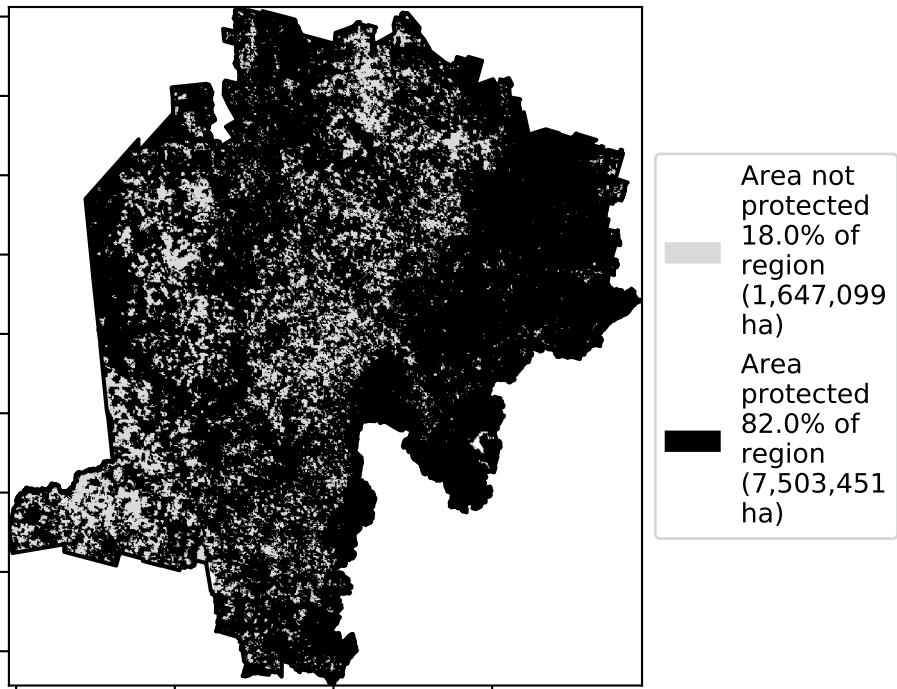 Area not
protected
18.0% of
region
(1,647,099
ha)
Area
protected
82.0% of
region
(7,503,451
ha)